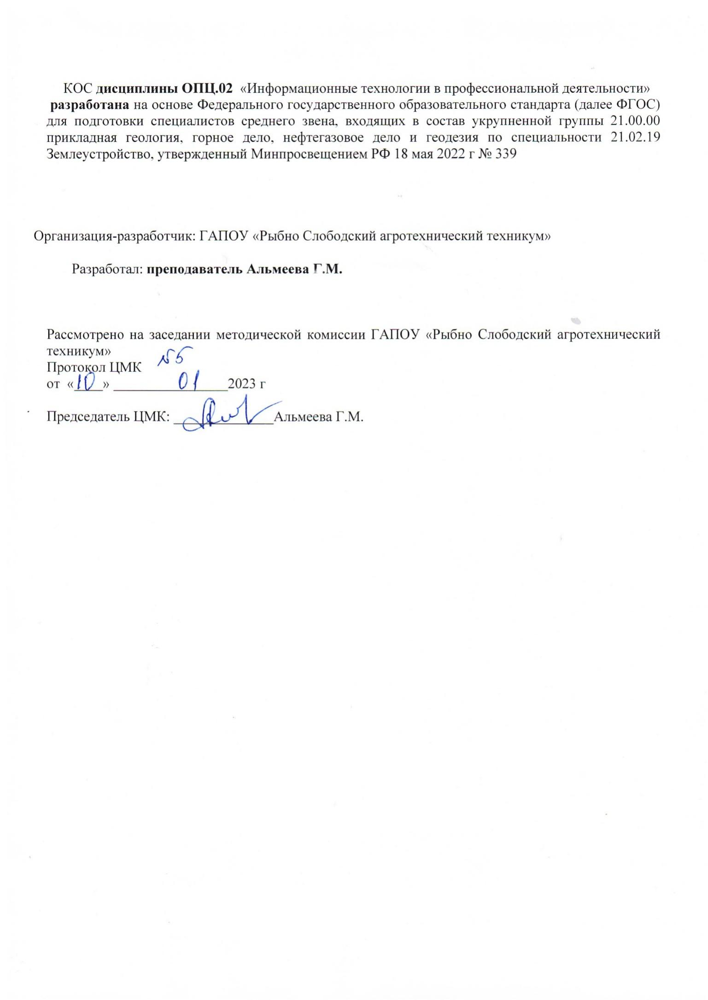 КОС дисциплины ОПЦ.02 «Информационные технологии в профессиональной деятельности»
разработана на основе Федерального государственного образовательного стандарта (далее ФГОС)
для подготовки специалистов среднего звена, входящих в состав укрупненной группы 21.00.00
прикладная геология, горное дело, нефтегазовое дело и геодезия по специальности 21.02.19
Землеустройство, утвержденный Минпросвещением РФ 18 мая 2022 г № 339
Организация-разработчик: ГАПОУ «Рыбно Слободский агротехнический техникум»
Разработал: преподаватель Альмеева Г.М.
Рассмотрено на заседании методической комиссии ГАПОУ «Рыбно Слободский агротехнический
техникум»
Протокол ЦМК №5
от «10» 01 2023 г
Председатель ЦМК: Альмеева Г.М.